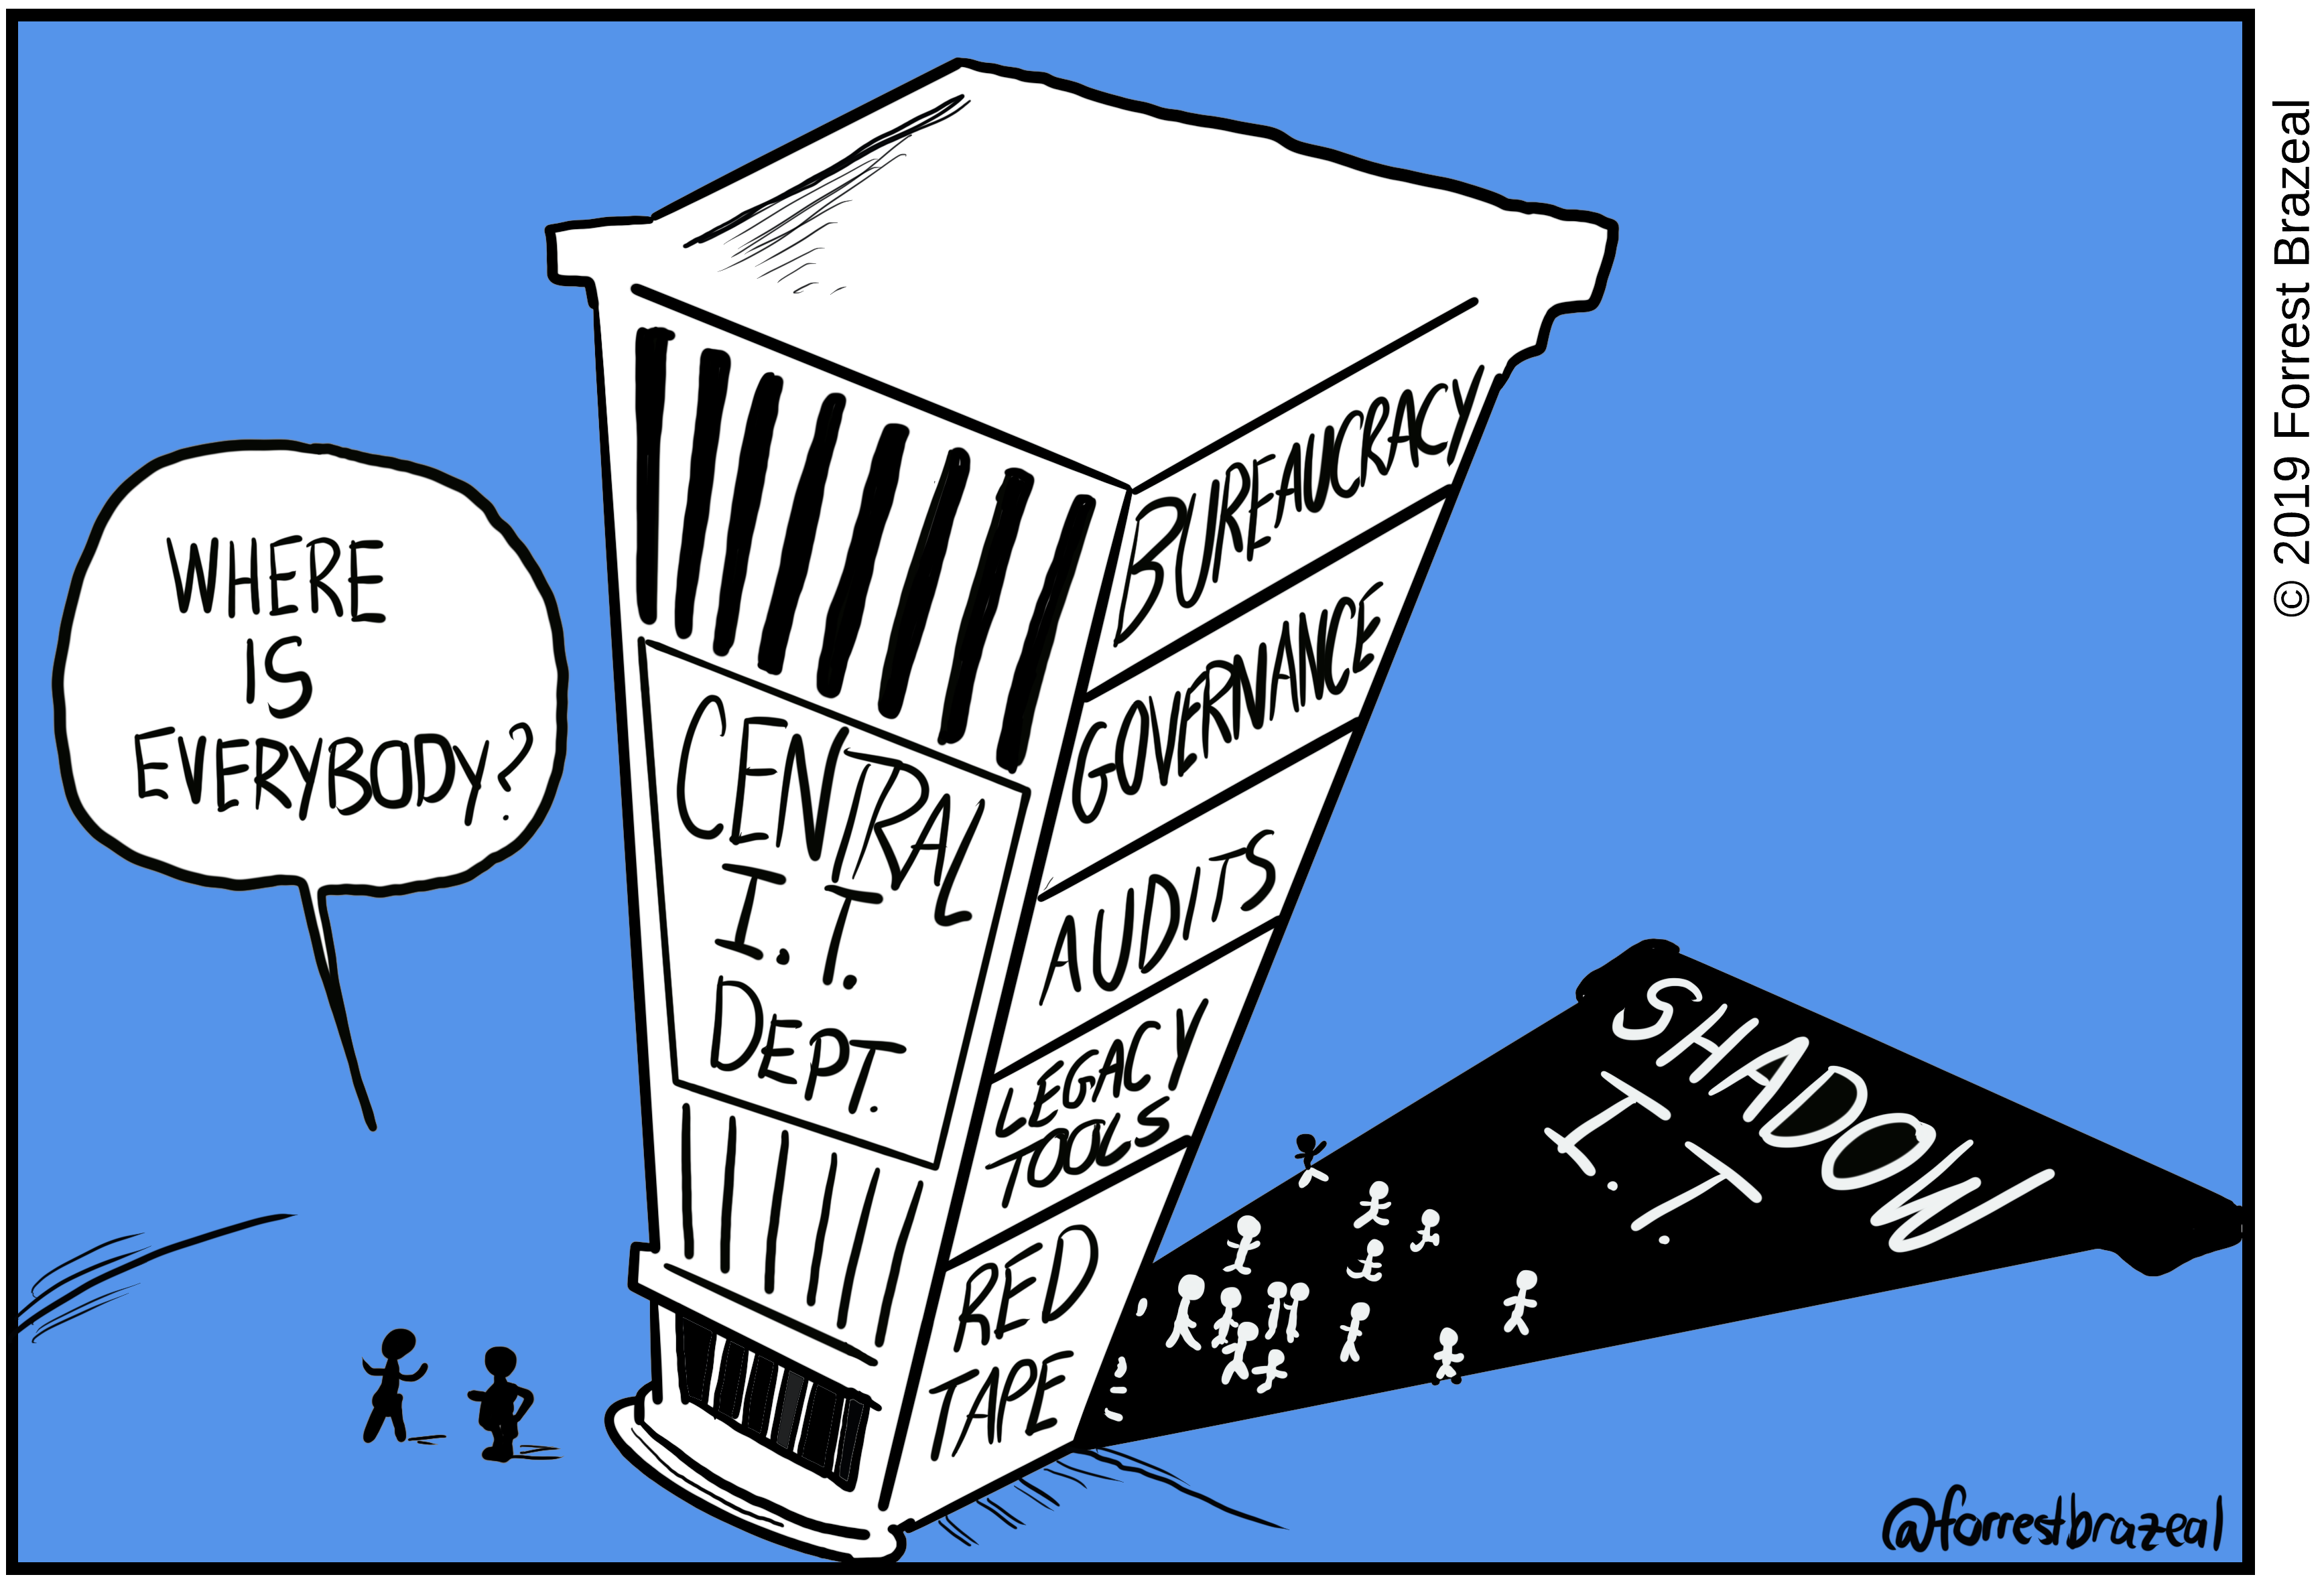 WHERE
IS
EVERYBODY?
CENTRAL
I.T.
DEPT.
BUREAUCRACY
GOVERNANCE
AUDITS
LEGACY
TOOLS
RED
TAPE
SHADOW
I.T.
@forrestbrazeal
© 2019 Forrest Brazeal